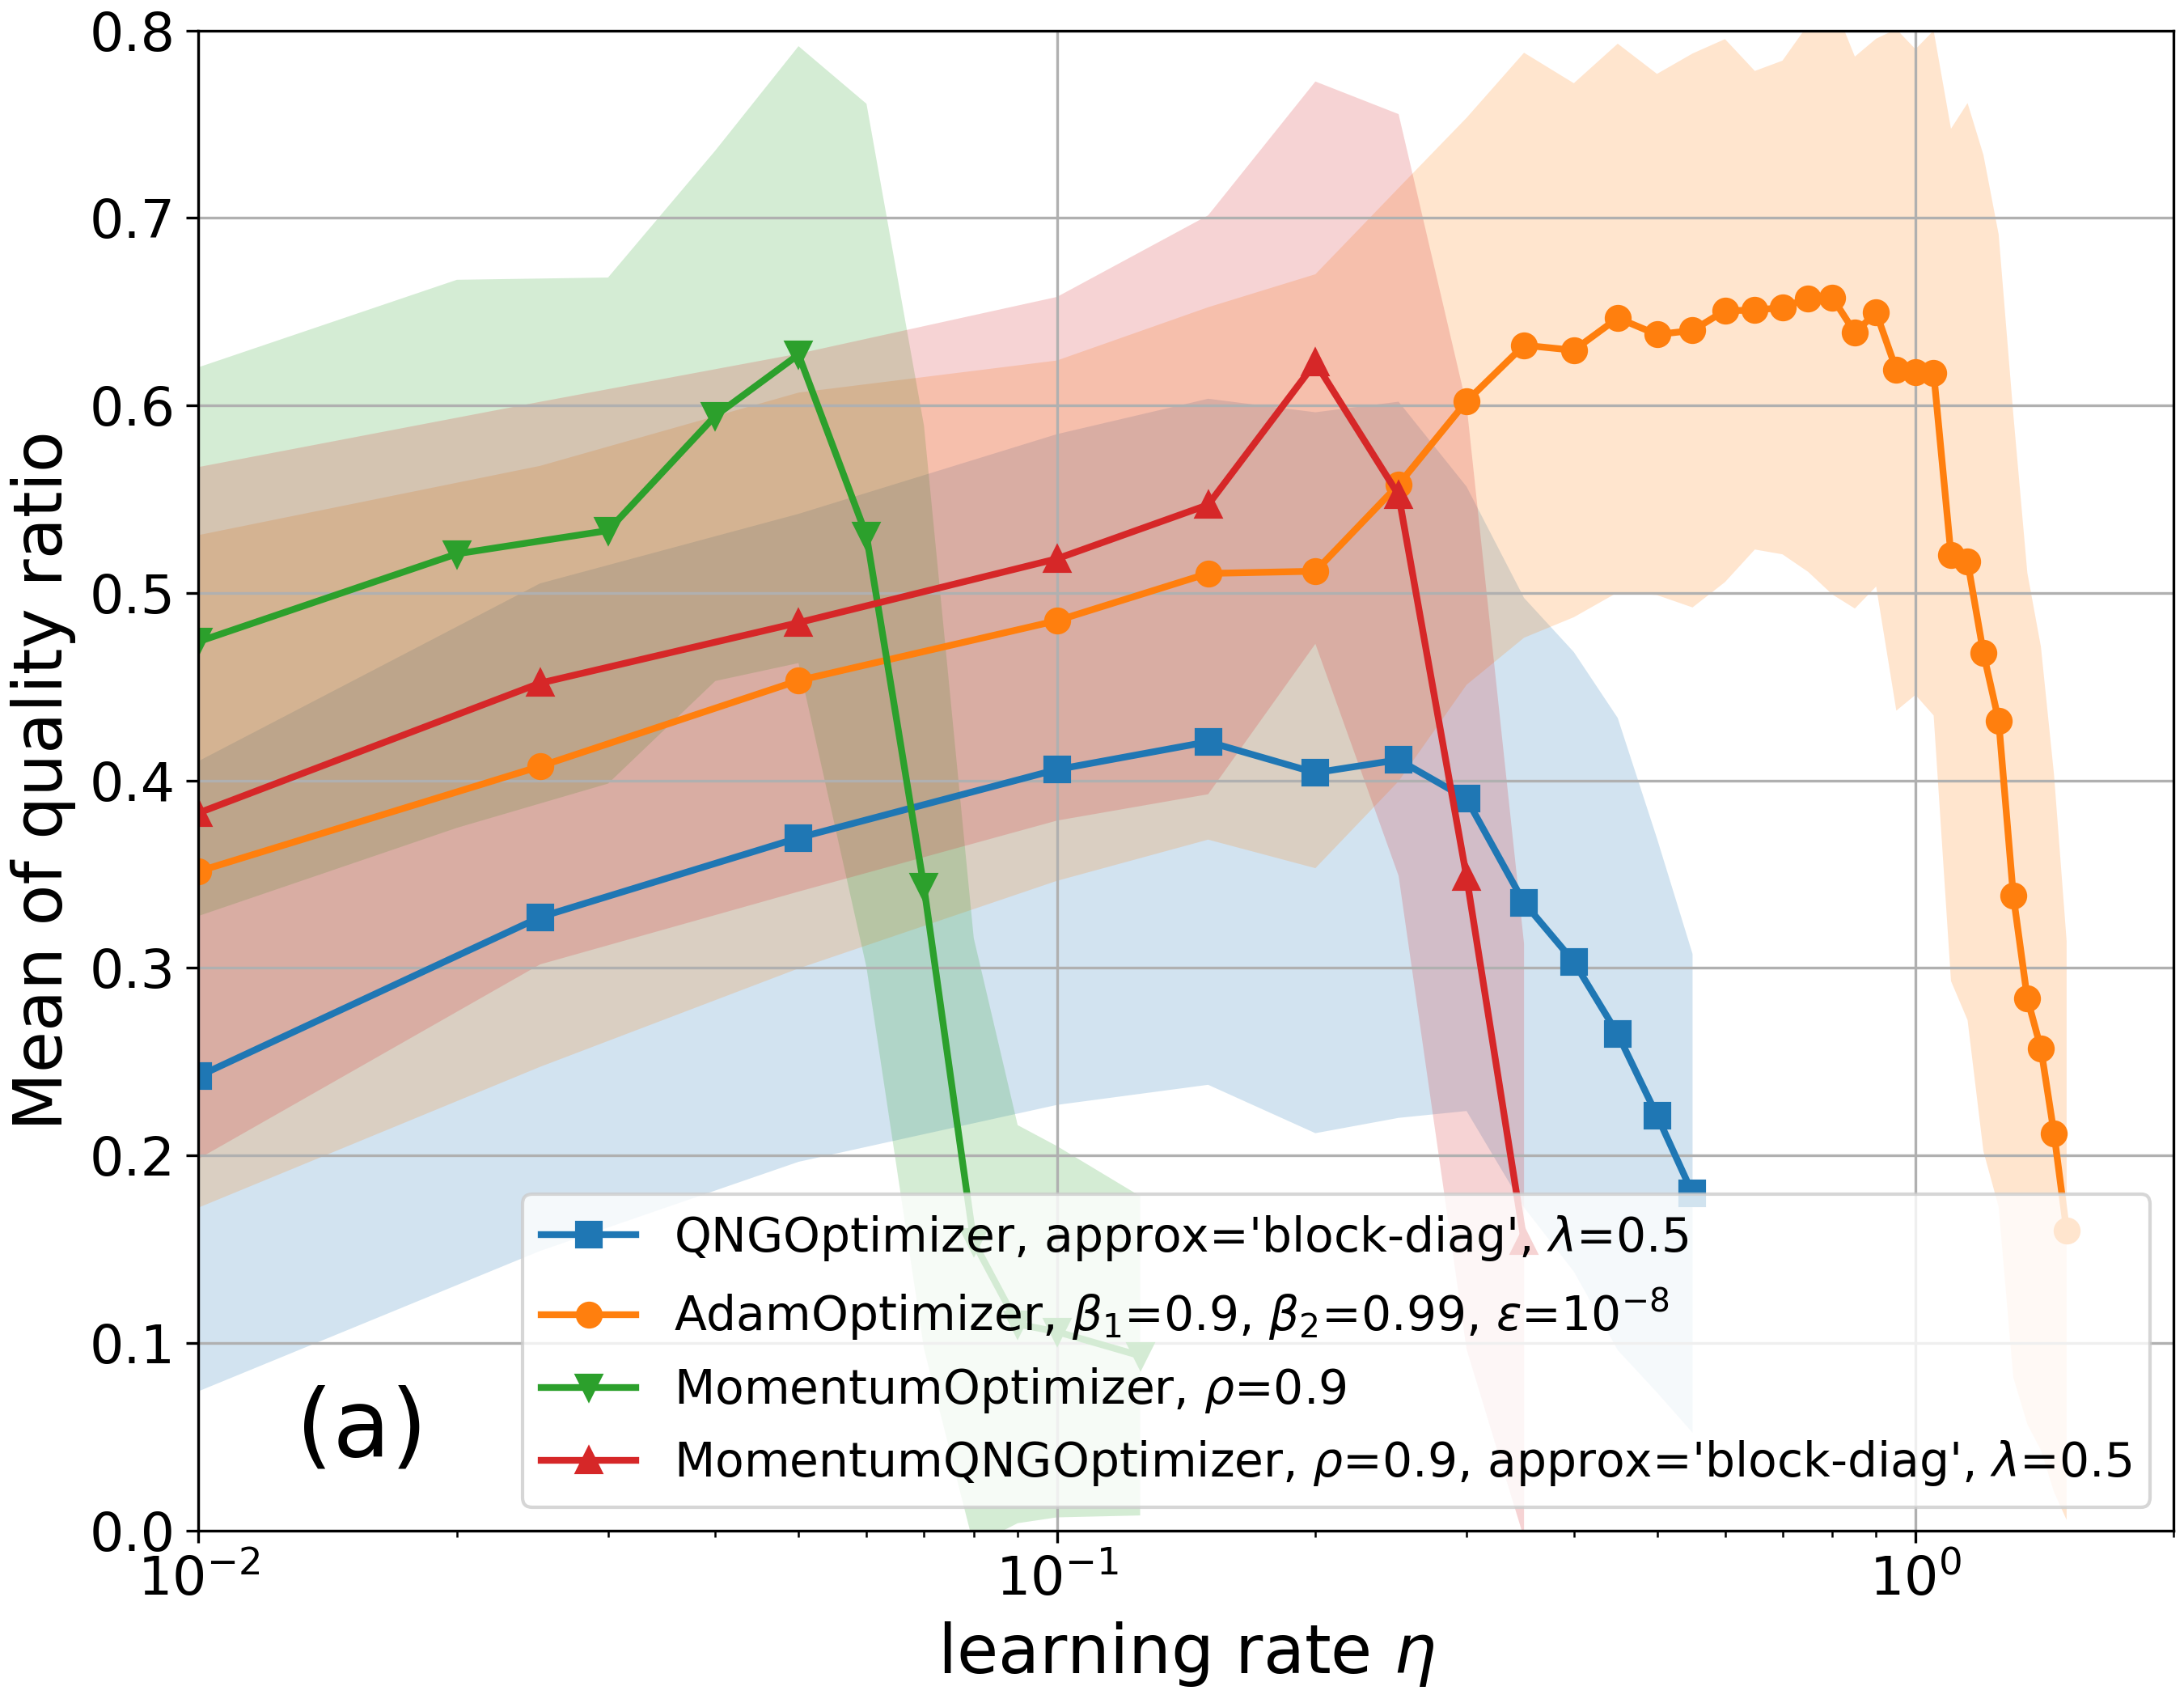 Mean of quality ratio
0.8
0.7
0.6
0.5
0.4
0.3
0.2
0.1
0.0
(a)
QNGOptimizer, approx='block-diag', λ=0.5
AdamOptimizer, β₁=0.9, β₂=0.99, ε=10⁻⁸
MomentumOptimizer, ρ=0.9
MomentumQNGOptimizer, ρ=0.9, approx='block-diag', λ=0.5
10⁻² 10⁻¹ 10⁰
learning rate η